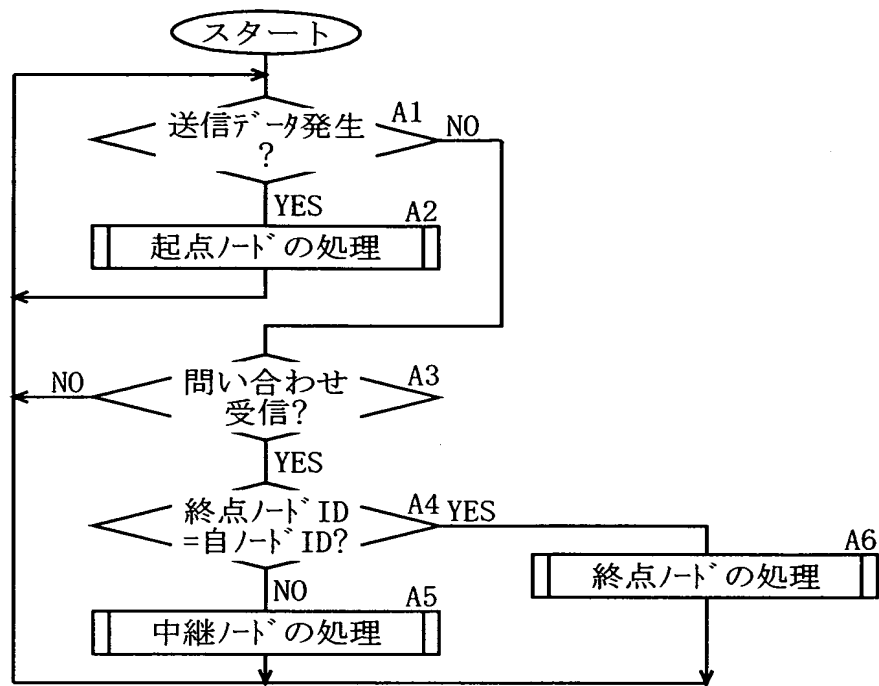 スタート
送信ﾃﾞｰﾀ発生
?
A1
NO
YES
A2
起点ﾉｰﾄﾞの処理
問い合わせ
受信?
A3
NO
YES
終点ﾉｰﾄﾞID
=自ﾉｰﾄﾞID?
A4
YES
NO
A5
中継ﾉｰﾄﾞの処理
A6
終点ﾉｰﾄﾞの処理